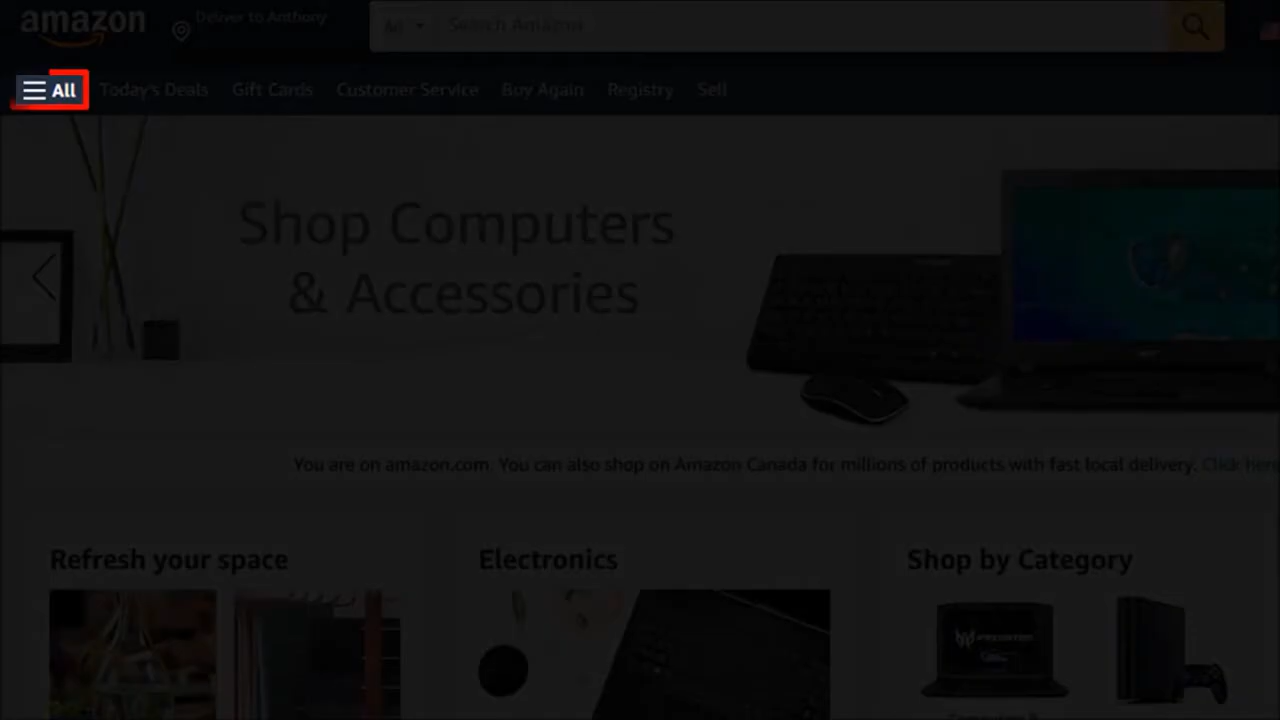 amazon
Deliver to Anthony
All
Search Amazon
All
Today's Deals
Gift Cards
Customer Service
Buy Again
Registry
Sell
Shop Computers
& Accessories
You are on amazon.com. You can also shop on Amazon Canada for millions of products with fast local delivery. Click here
Refresh your space
Electronics
Shop by Category
PREDATOR